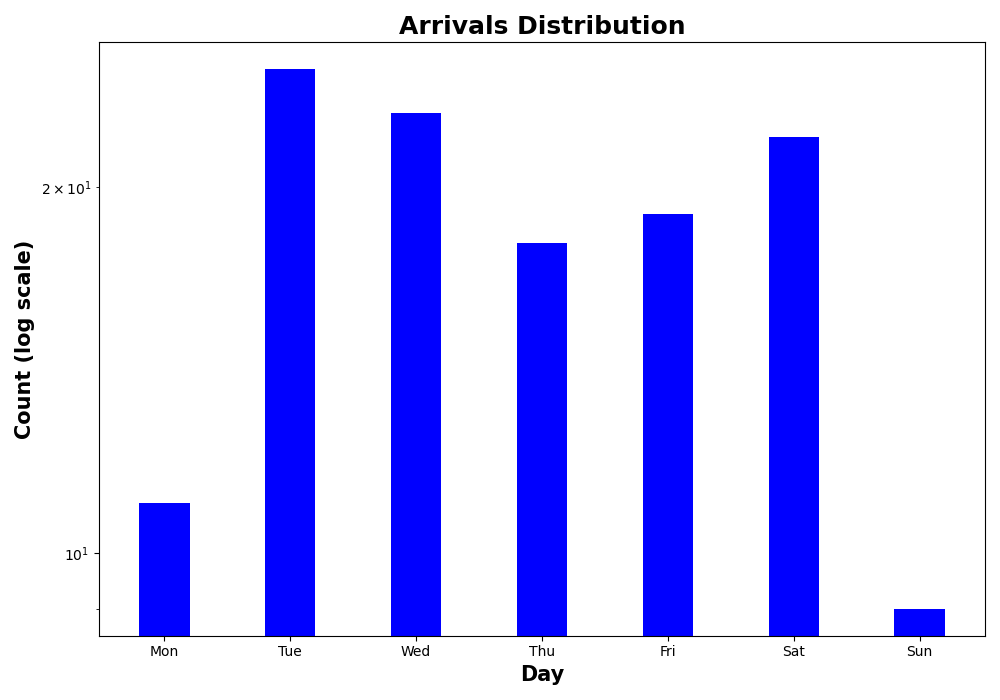 Arrivals Distribution
Count (log scale)
2 × 10¹
10¹
Mon Tue Wed Thu Fri Sat Sun
Day